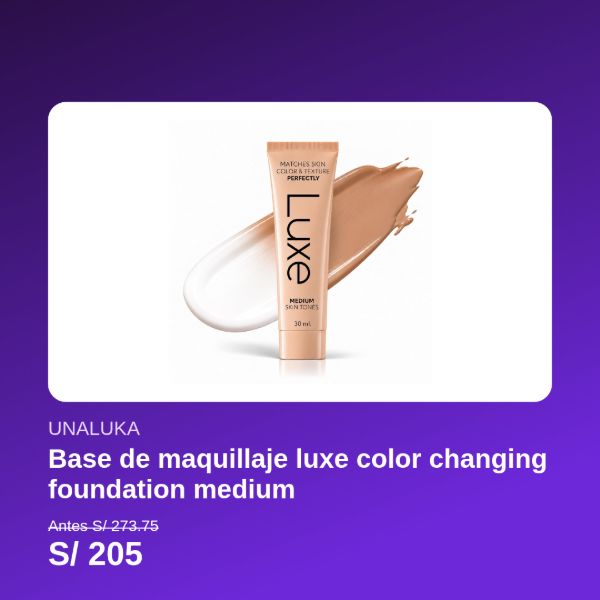 MATCHES SKIN
COLOR & TEXTURE
PERFECTLY
Luxe
MEDIUM
SKIN TONES
30 ml
UNALUKA
Base de maquillaje luxe color changing
foundation medium
Antes S/ 273.75
S/ 205